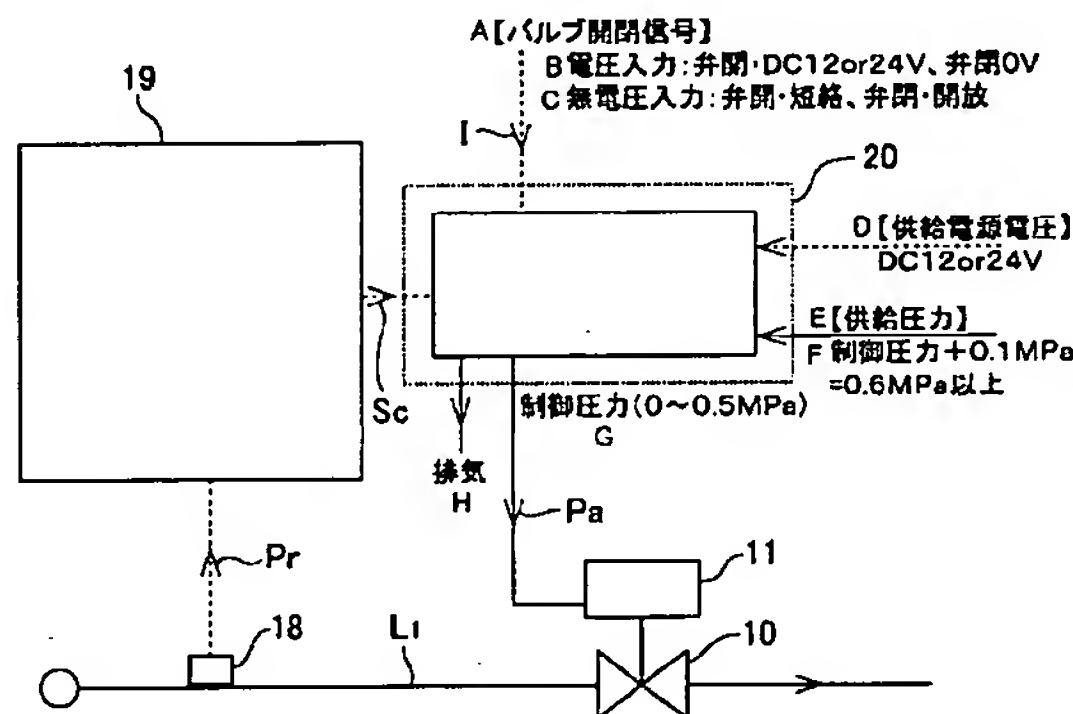 A【バルブ開閉信号】
B 電圧入力:弁開・DC12or24V、弁閉0V
C 無電圧入力:弁開・短絡、弁閉・開放
19
I
20
D【供給電源電圧】
DC12or24V
E【供給圧力】
F 制御圧力+0.1MPa
=0.6MPa以上
Sc
制御圧力(0~0.5MPa)
G
排気
H
Pa
Pr
11
18
L1
10